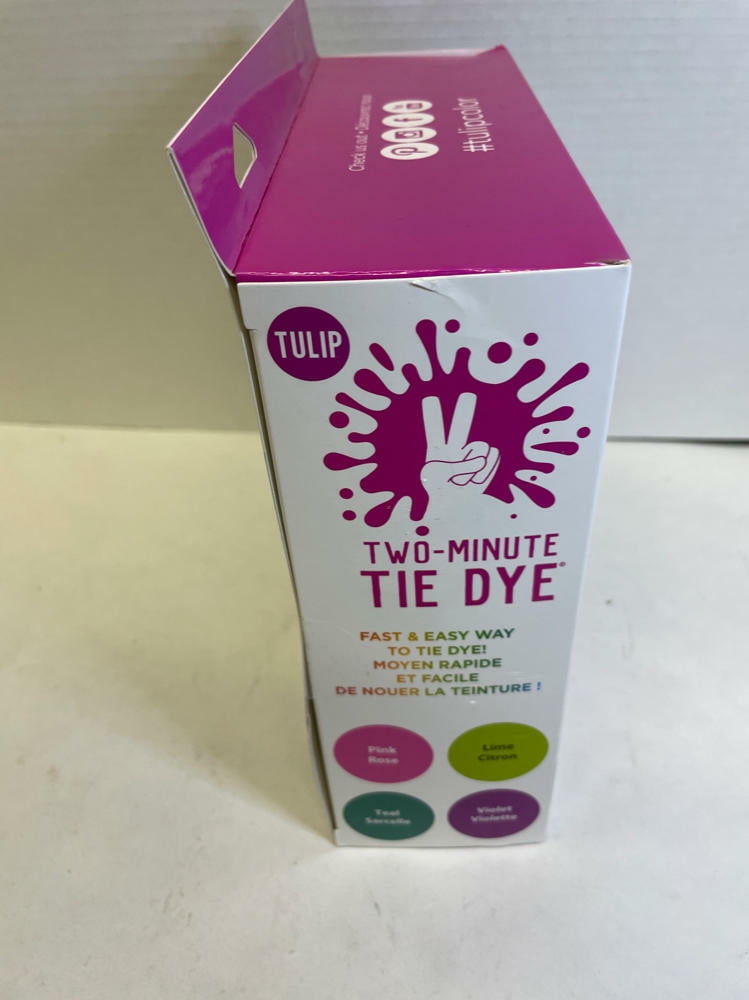 Check us out • Découvrez-nous
#tulipcolor
TULIP
TWO-MINUTE
TIE DYE®
FAST & EASY WAY
TO TIE DYE!
MOYEN RAPIDE
ET FACILE
DE NOUER LA TEINTURE !
Pink
Rose
Lime
Citron
Teal
Sarcelle
Violet
Violette